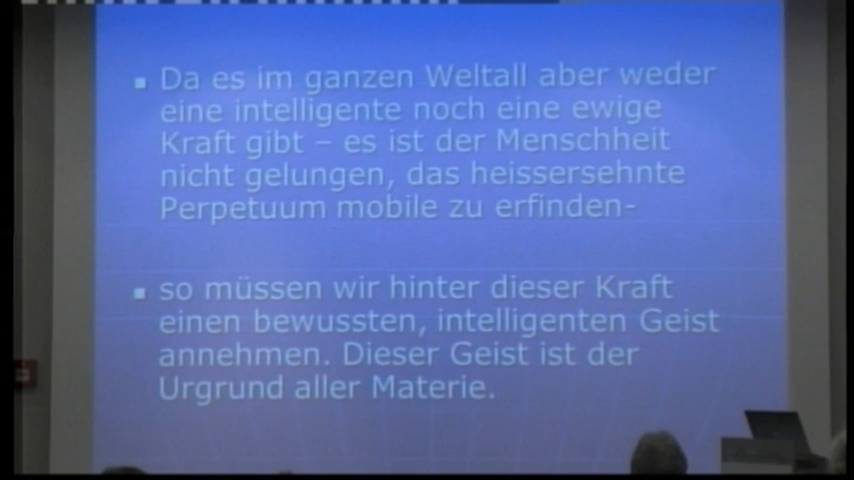 Da es im ganzen Weltall aber weder
eine intelligente noch eine ewige
Kraft gibt – es ist der Menschheit
nicht gelungen, das heissersehnte
Perpetuum mobile zu erfinden-
so müssen wir hinter dieser Kraft
einen bewussten, intelligenten Geist
annehmen. Dieser Geist ist der
Urgrund aller Materie.